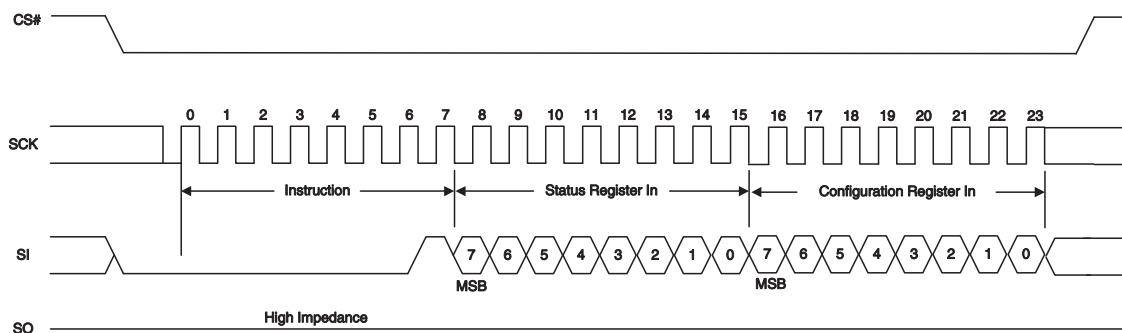 CS#
0 1 2 3 4 5 6 7 8 9 10 11 12 13 14 15 16 17 18 19 20 21 22 23
SCK
Instruction Status Register In Configuration Register In
SI 7 6 5 4 3 2 1 0 7 6 5 4 3 2 1 0
MSB MSB
High Impedance
SO